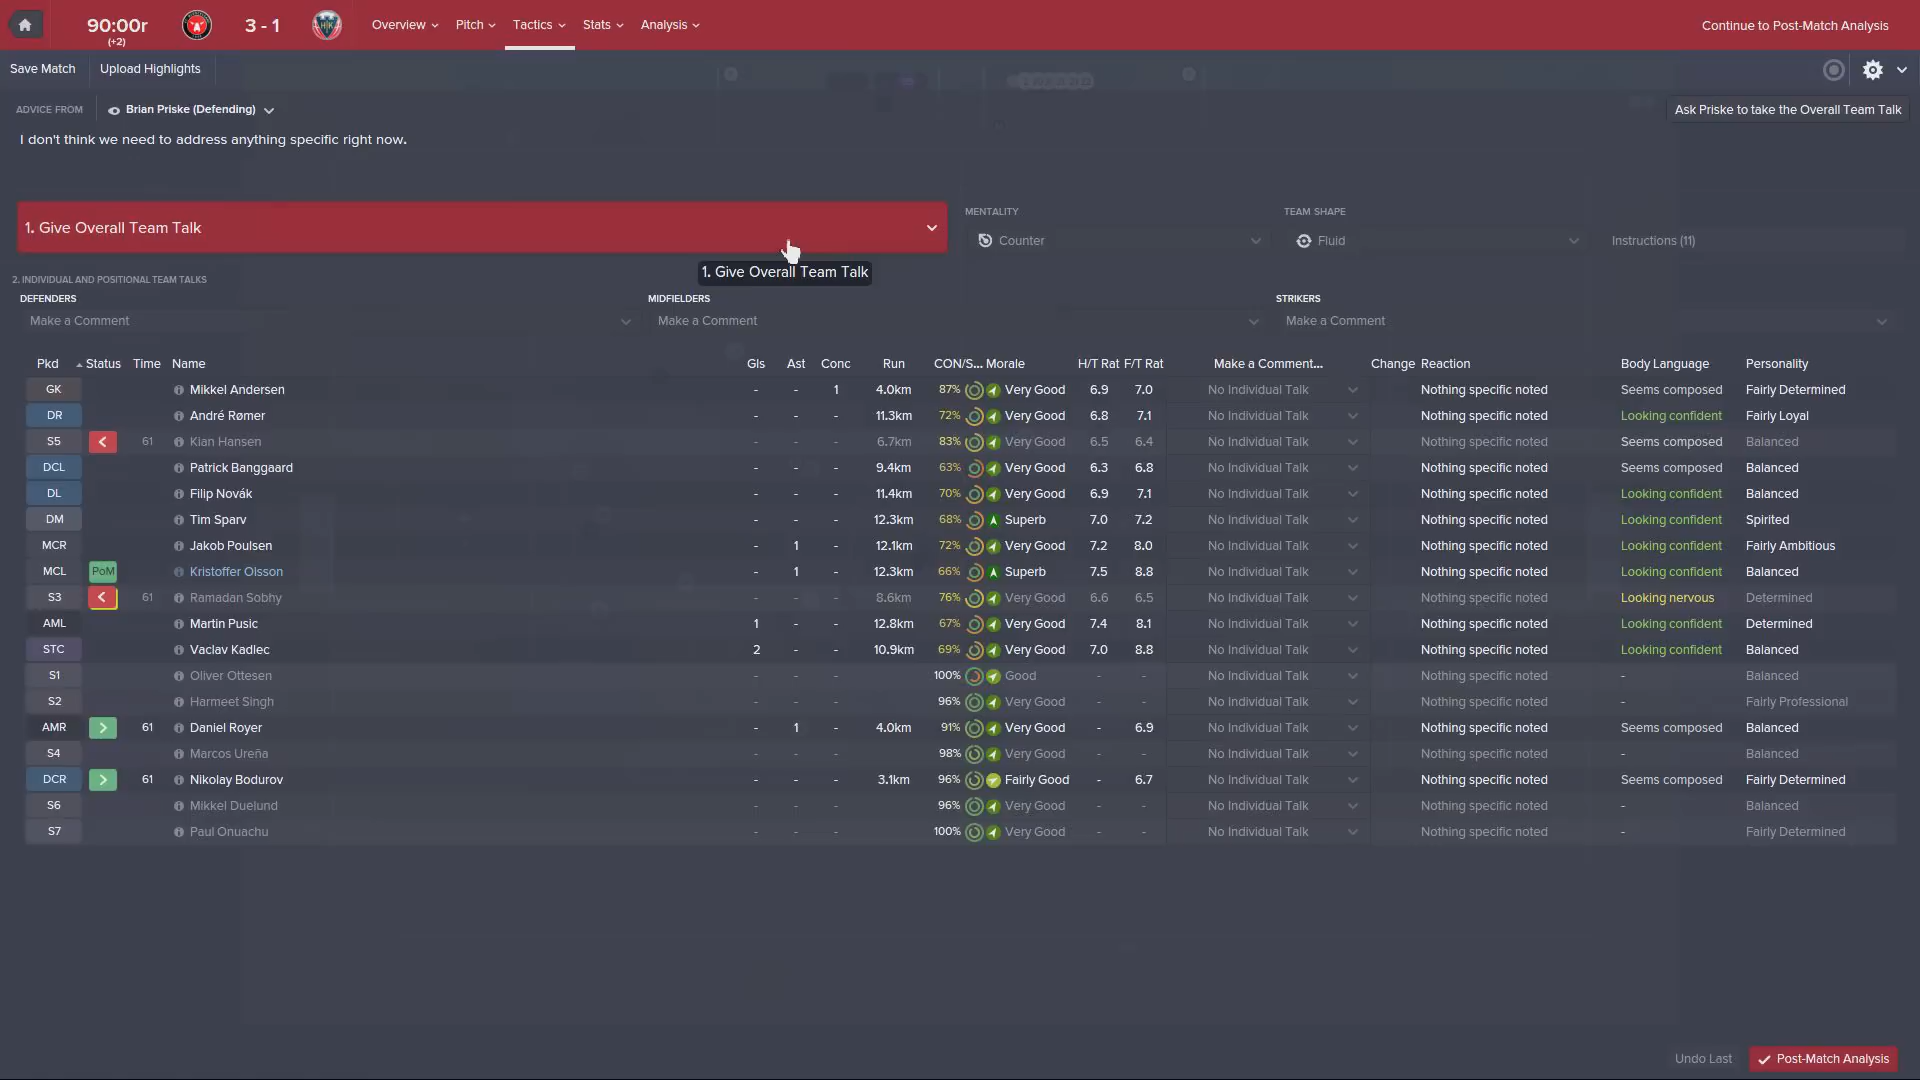 90:00r
(+2)
3 - 1
Overview Pitch Tactics Stats Analysis
Continue to Post-Match Analysis
Save Match Upload Highlights
ADVICE FROM Brian Priske (Defending)
Ask Priske to take the Overall Team Talk
I don't think we need to address anything specific right now.
1. Give Overall Team Talk
MENTALITY TEAM SHAPE
Counter Fluid Instructions (11)
1. Give Overall Team Talk
2. INDIVIDUAL AND POSITIONAL TEAM TALKS
DEFENDERS MIDFIELDERS STRIKERS
Make a Comment Make a Comment Make a Comment
Pkd Status Time Name Gls Ast Conc Run CON/S... Morale H/T Rat F/T Rat Make a Comment... Change Reaction Body Language Personality
GK Mikkel Andersen - - 1 4.0km 87% Very Good 6.9 7.0 No Individual Talk Nothing specific noted Seems composed Fairly Determined
DR André Rømer - - - 11.3km 72% Very Good 6.8 7.1 No Individual Talk Nothing specific noted Looking confident Fairly Loyal
S5 61 Kian Hansen - - - 6.7km 83% Very Good 6.5 6.4 No Individual Talk Nothing specific noted Seems composed Balanced
DCL Patrick Banggaard - - - 9.4km 63% Very Good 6.3 6.8 No Individual Talk Nothing specific noted Seems composed Balanced
DL Filip Novák - - - 11.4km 70% Very Good 6.9 7.1 No Individual Talk Nothing specific noted Looking confident Balanced
DM Tim Sparv - - - 12.3km 68% Superb 7.0 7.2 No Individual Talk Nothing specific noted Looking confident Spirited
MCR Jakob Poulsen - 1 - 12.1km 72% Very Good 7.2 8.0 No Individual Talk Nothing specific noted Looking confident Fairly Ambitious
MCL PoM Kristoffer Olsson - 1 - 12.3km 66% Superb 7.5 8.8 No Individual Talk Nothing specific noted Looking confident Balanced
S3 61 Ramadan Sobhy - - - 8.6km 76% Very Good 6.6 6.5 No Individual Talk Nothing specific noted Looking nervous Determined
AML Martin Pusic 1 - - 12.8km 67% Very Good 7.4 8.1 No Individual Talk Nothing specific noted Looking confident Determined
STC Vaclav Kadlec 2 - - 10.9km 69% Very Good 7.0 8.8 No Individual Talk Nothing specific noted Looking confident Balanced
S1 Oliver Ottesen - - - 100% Good - - No Individual Talk Nothing specific noted - Balanced
S2 Harmeet Singh - - - 96% Very Good - - No Individual Talk Nothing specific noted - Fairly Professional
AMR 61 Daniel Royer - 1 - 4.0km 91% Very Good - 6.9 No Individual Talk Nothing specific noted Seems composed Balanced
S4 Marcos Ureña - - - 98% Very Good - - No Individual Talk Nothing specific noted - Balanced
DCR 61 Nikolay Bodurov - - - 3.1km 96% Fairly Good - 6.7 No Individual Talk Nothing specific noted Seems composed Fairly Determined
S6 Mikkel Duelund - - - 96% Very Good - - No Individual Talk Nothing specific noted - Balanced
S7 Paul Onuachu - - - 100% Very Good - - No Individual Talk Nothing specific noted - Fairly Determined
Undo Last Post-Match Analysis